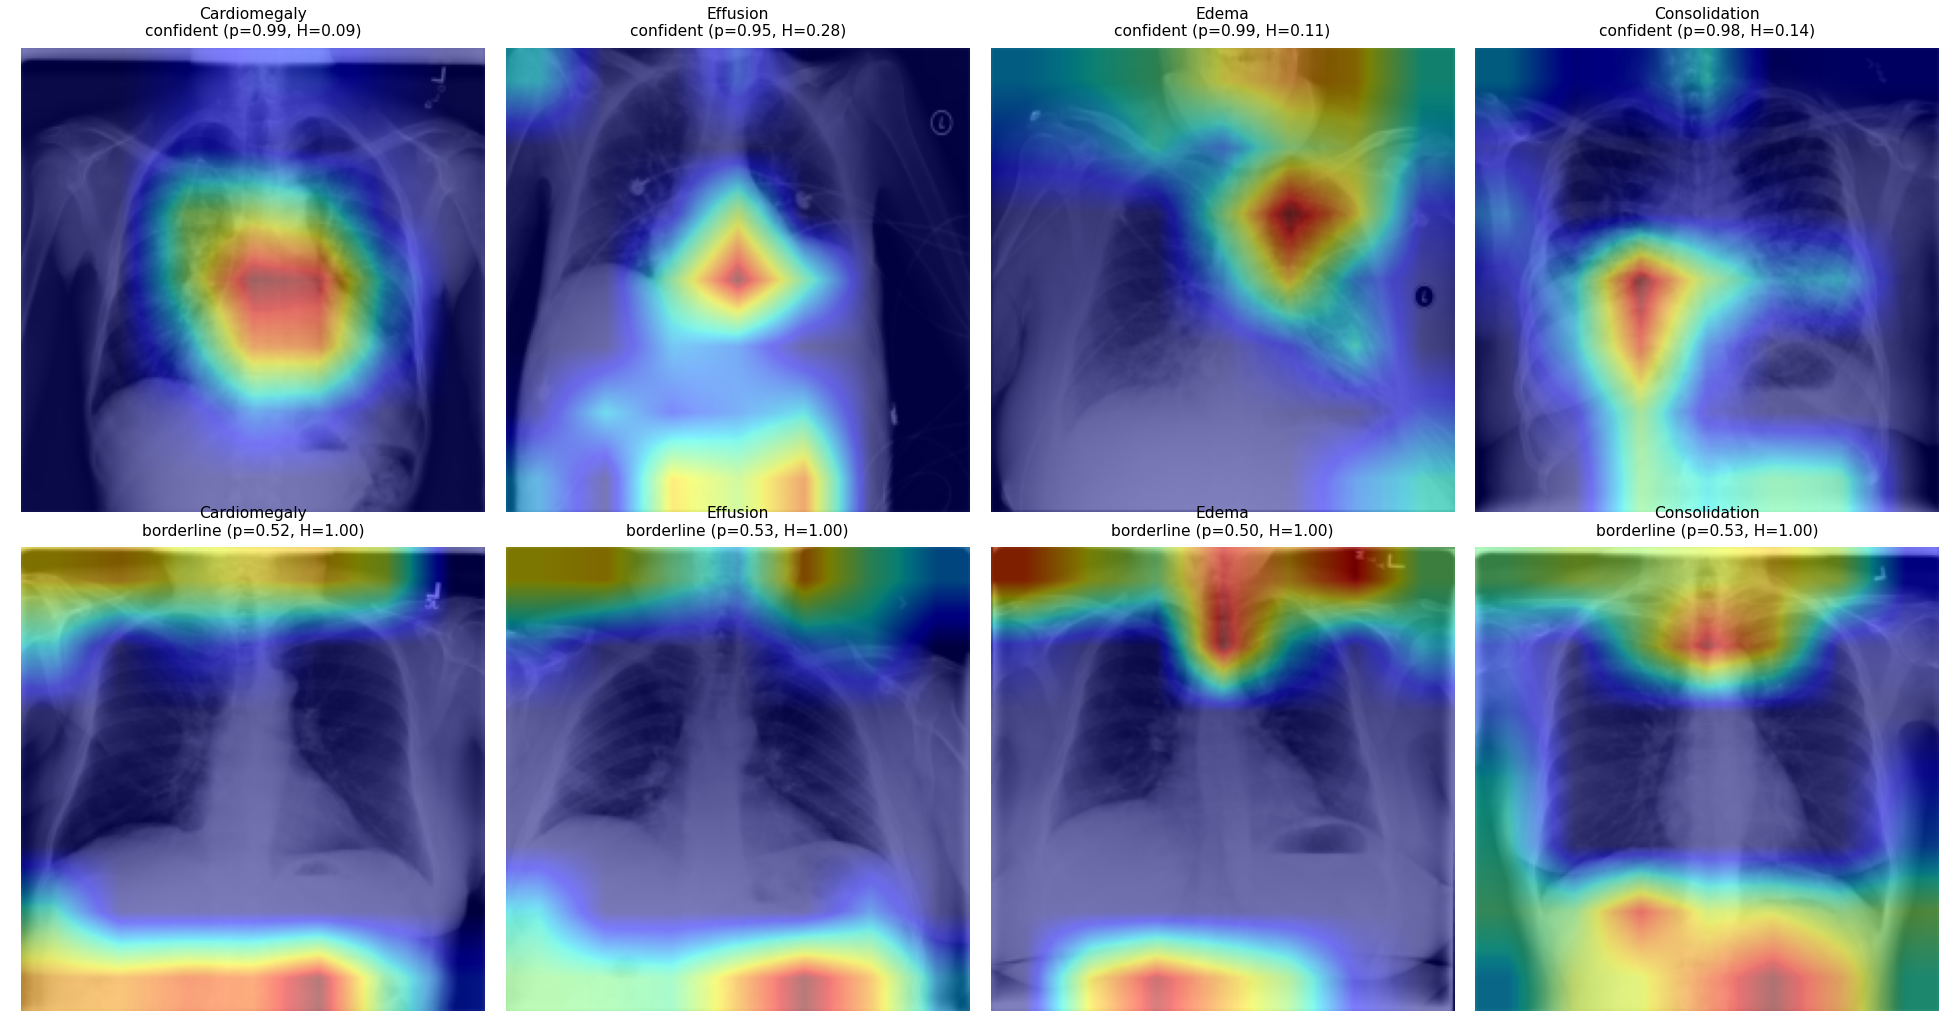 Cardiomegaly
confident (p=0.99, H=0.09)
Effusion
confident (p=0.95, H=0.28)
Edema
confident (p=0.99, H=0.11)
Consolidation
confident (p=0.98, H=0.14)
L
L
Cardiomegaly
borderline (p=0.52, H=1.00)
Effusion
borderline (p=0.53, H=1.00)
Edema
borderline (p=0.50, H=1.00)
Consolidation
borderline (p=0.53, H=1.00)
L
L
L